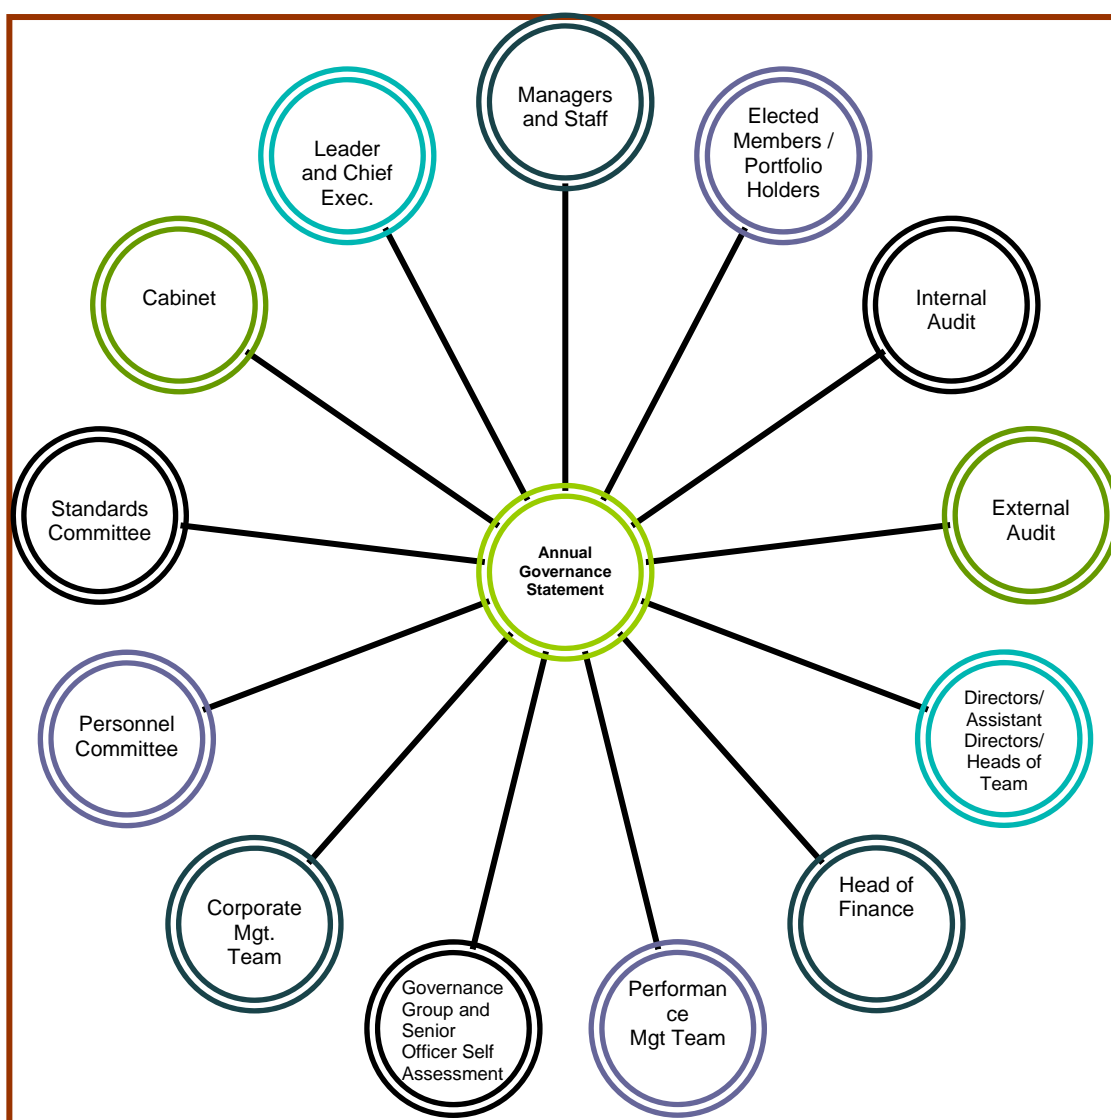 Managers
and Staff
Elected
Members /
Portfolio
Holders
Leader
and Chief
Exec.
Internal
Audit
Cabinet
External
Audit
Standards
Committee
Annual
Governance
Statement
Directors/
Assistant
Directors/
Heads of
Team
Personnel
Committee
Head of
Finance
Corporate
Mgt.
Team
Governance
Group and
Senior
Officer Self
Assessment
Performan
ce
Mgt Team